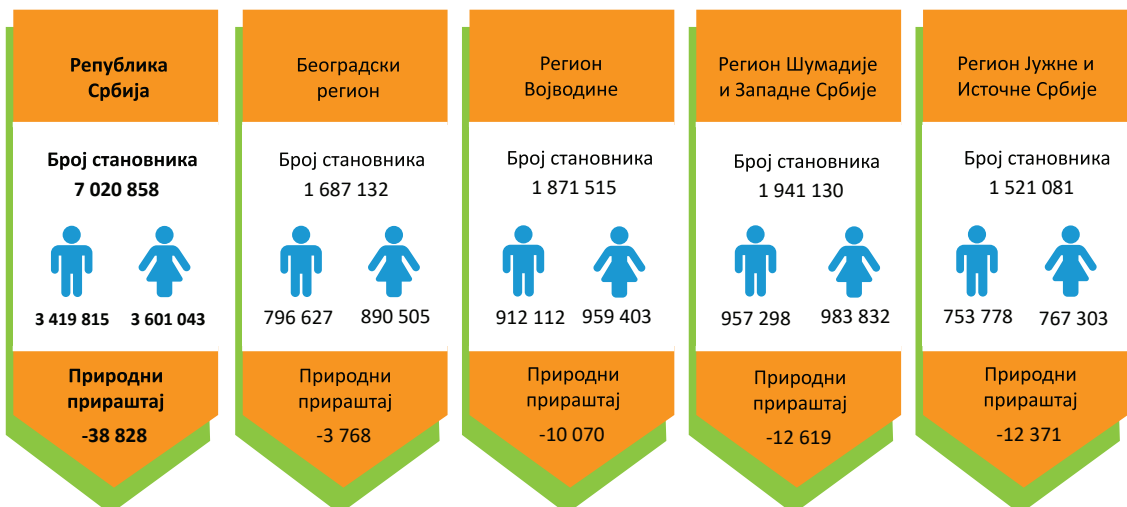 Република
Србија
Број становника
7 020 858
3 419 815 3 601 043
Природни
прираштај
-38 828
Београдски
регион
Број становника
1 687 132
796 627 890 505
Природни
прираштај
-3 768
Регион
Војводине
Број становника
1 871 515
912 112 959 403
Природни
прираштај
-10 070
Регион Шумадије
и Западне Србије
Број становника
1 941 130
957 298 983 832
Природни
прираштај
-12 619
Регион Јужне и
Источне Србије
Број становника
1 521 081
753 778 767 303
Природни
прираштај
-12 371